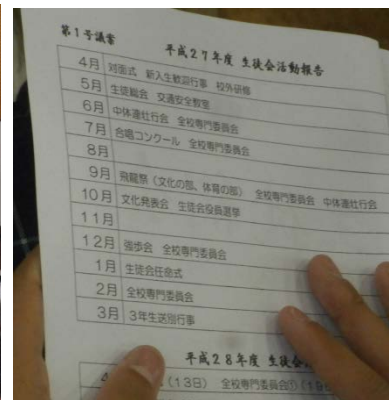 第1号議案
平成27年度 生徒会活動報告
4月 対面式 新入生歓迎行事 校外研修
5月 生徒総会 交通安全教室
6月 中体連壮行会 全校専門委員会
7月 合唱コンクール 全校専門委員会
8月
9月 飛龍祭（文化の部、体育の部） 全校専門委員会 中体連壮行会
10月 文化発表会 生徒会役員選挙
11月
12月 強歩会 全校専門委員会
1月 生徒会任命式
2月 全校専門委員会
3月 3年生送別行事
平成28年度 生徒会
(13日) 全校専門委員会①